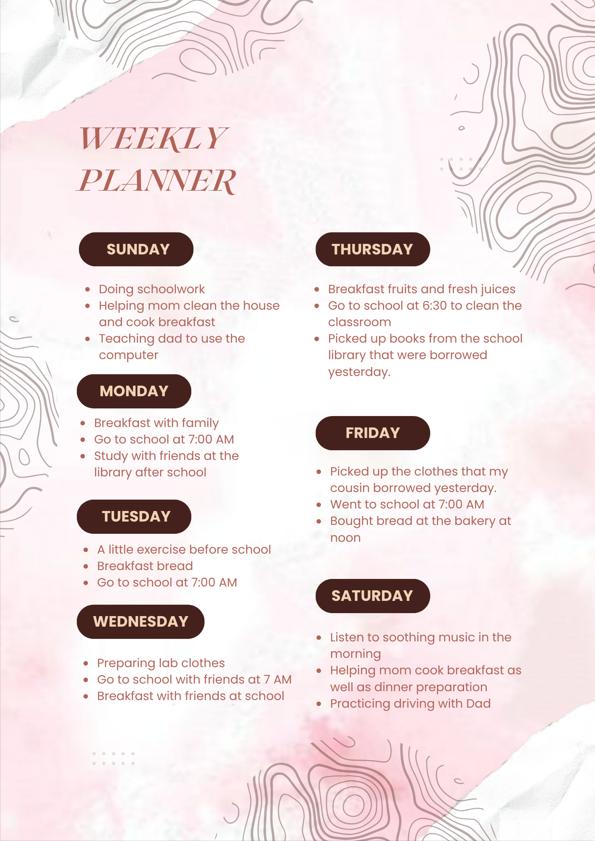 WEEKLY
PLANNER
SUNDAY
• Doing schoolwork
• Helping mom clean the house
and cook breakfast
• Teaching dad to use the
computer
MONDAY
• Breakfast with family
• Go to school at 7:00 AM
• Study with friends at the
library after school
TUESDAY
• A little exercise before school
• Breakfast bread
• Go to school at 7:00 AM
WEDNESDAY
• Preparing lab clothes
• Go to school with friends at 7 AM
• Breakfast with friends at school
THURSDAY
• Breakfast fruits and fresh juices
• Go to school at 6:30 to clean the
classroom
• Picked up books from the school
library that were borrowed
yesterday.
FRIDAY
• Picked up the clothes that my
cousin borrowed yesterday.
• Went to school at 7:00 AM
• Bought bread at the bakery at
noon
SATURDAY
• Listen to soothing music in the
morning
• Helping mom cook breakfast as
well as dinner preparation
• Practicing driving with Dad